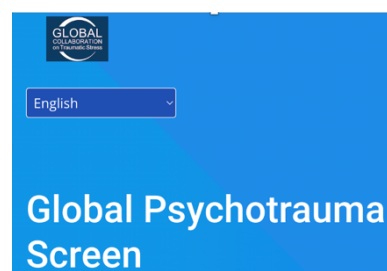 GLOBAL
COLLABORATION
on Traumatic Stress
English
Global Psychotrauma
Screen